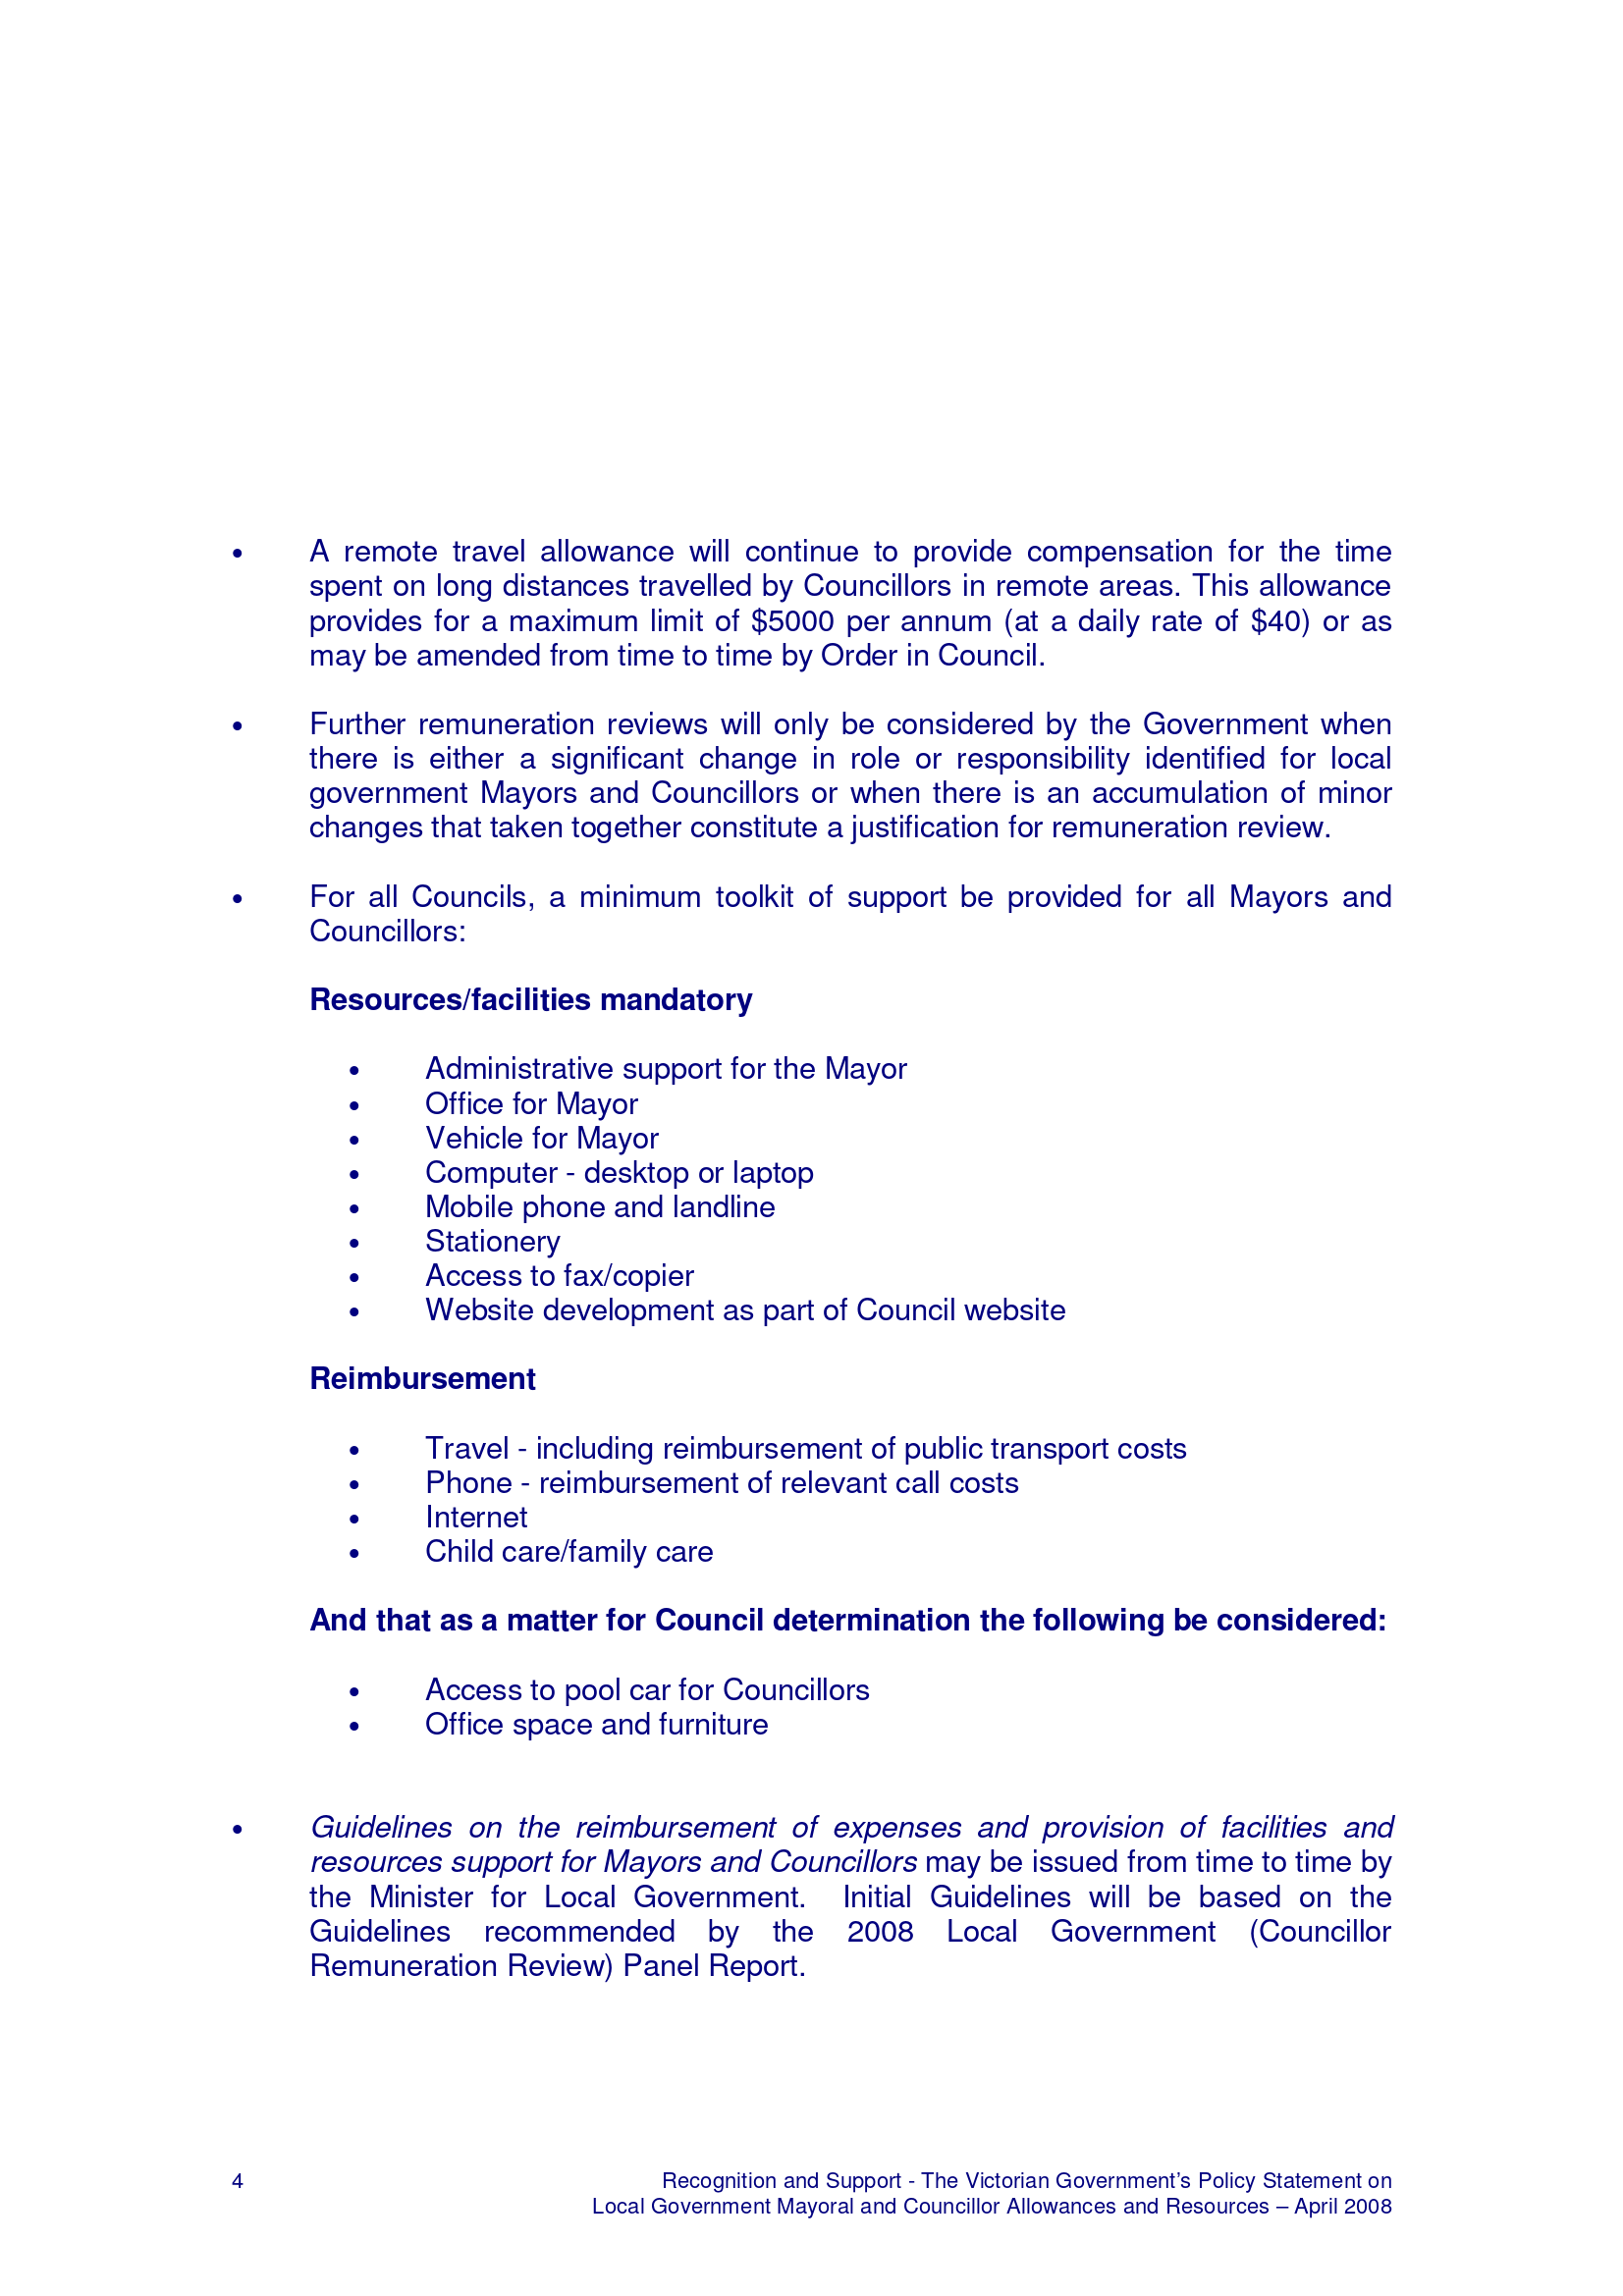 • A remote travel allowance will continue to provide compensation for the time
spent on long distances travelled by Councillors in remote areas. This allowance
provides for a maximum limit of $5000 per annum (at a daily rate of $40) or as
may be amended from time to time by Order in Council.
• Further remuneration reviews will only be considered by the Government when
there is either a significant change in role or responsibility identified for local
government Mayors and Councillors or when there is an accumulation of minor
changes that taken together constitute a justification for remuneration review.
• For all Councils, a minimum toolkit of support be provided for all Mayors and
Councillors:
Resources/facilities mandatory
• Administrative support for the Mayor
• Office for Mayor
• Vehicle for Mayor
• Computer - desktop or laptop
• Mobile phone and landline
• Stationery
• Access to fax/copier
• Website development as part of Council website
Reimbursement
• Travel - including reimbursement of public transport costs
• Phone - reimbursement of relevant call costs
• Internet
• Child care/family care
And that as a matter for Council determination the following be considered:
• Access to pool car for Councillors
• Office space and furniture
• Guidelines on the reimbursement of expenses and provision of facilities and
resources support for Mayors and Councillors may be issued from time to time by
the Minister for Local Government. Initial Guidelines will be based on the
Guidelines recommended by the 2008 Local Government (Councillor
Remuneration Review) Panel Report.
4 Recognition and Support - The Victorian Government’s Policy Statement on
Local Government Mayoral and Councillor Allowances and Resources – April 2008